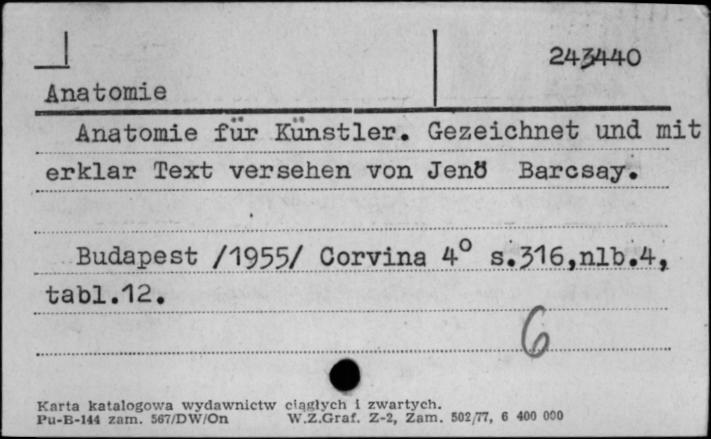 243440
Anatomie
Anatomie für Künstler. Gezeichnet und mit
erklar Text versehen von Jenő Barcsay.
Budapest /1955/ Corvina 4° s.316,nlb.4,
tabl.12.
6
Karta katalogowa wydawnictw ciągłych i zwartych.
Pu-B-144 zam. 567/DW/On W.Z.Graf. Z-2, Zam. 502/77, 6 400 000